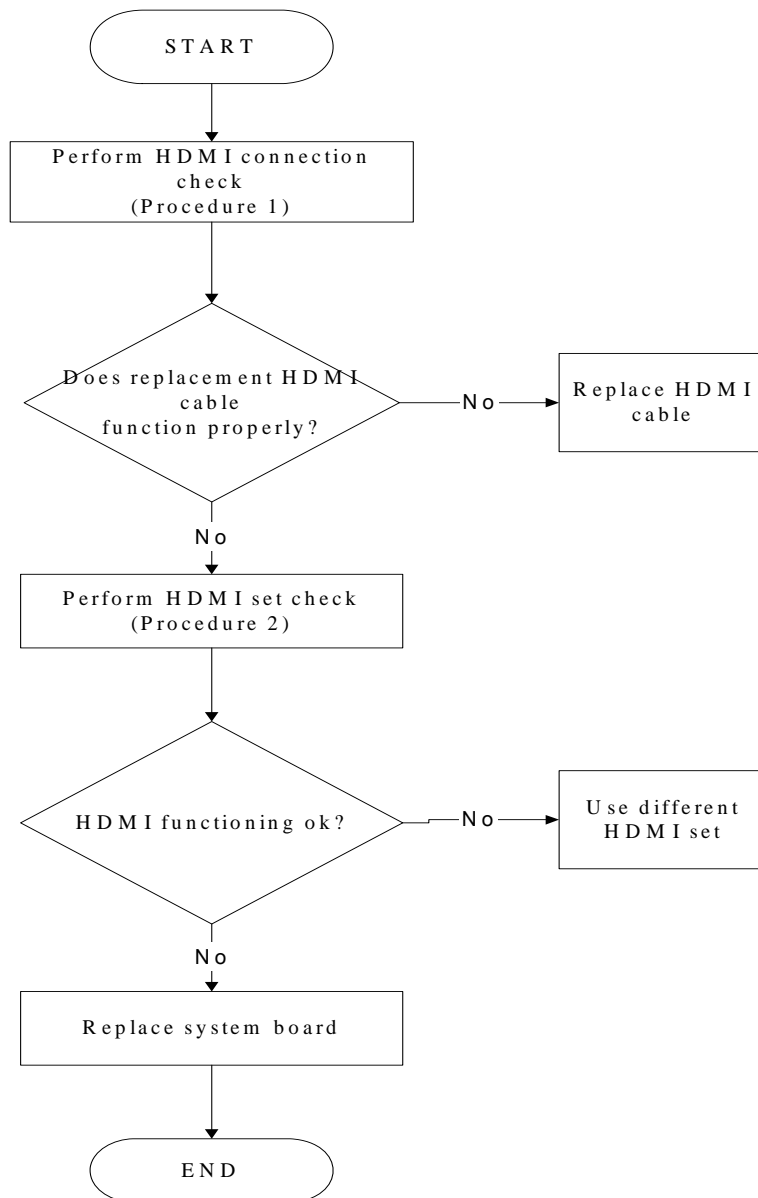 START
Perform HDMI connection
check
(Procedure 1)
Does replacement HDMI
cable
function properly?
No
Replace HDMI
cable
No
Perform HDMI set check
(Procedure 2)
HDMI functioning ok?
No
Use different
HDMI set
No
Replace system board
END